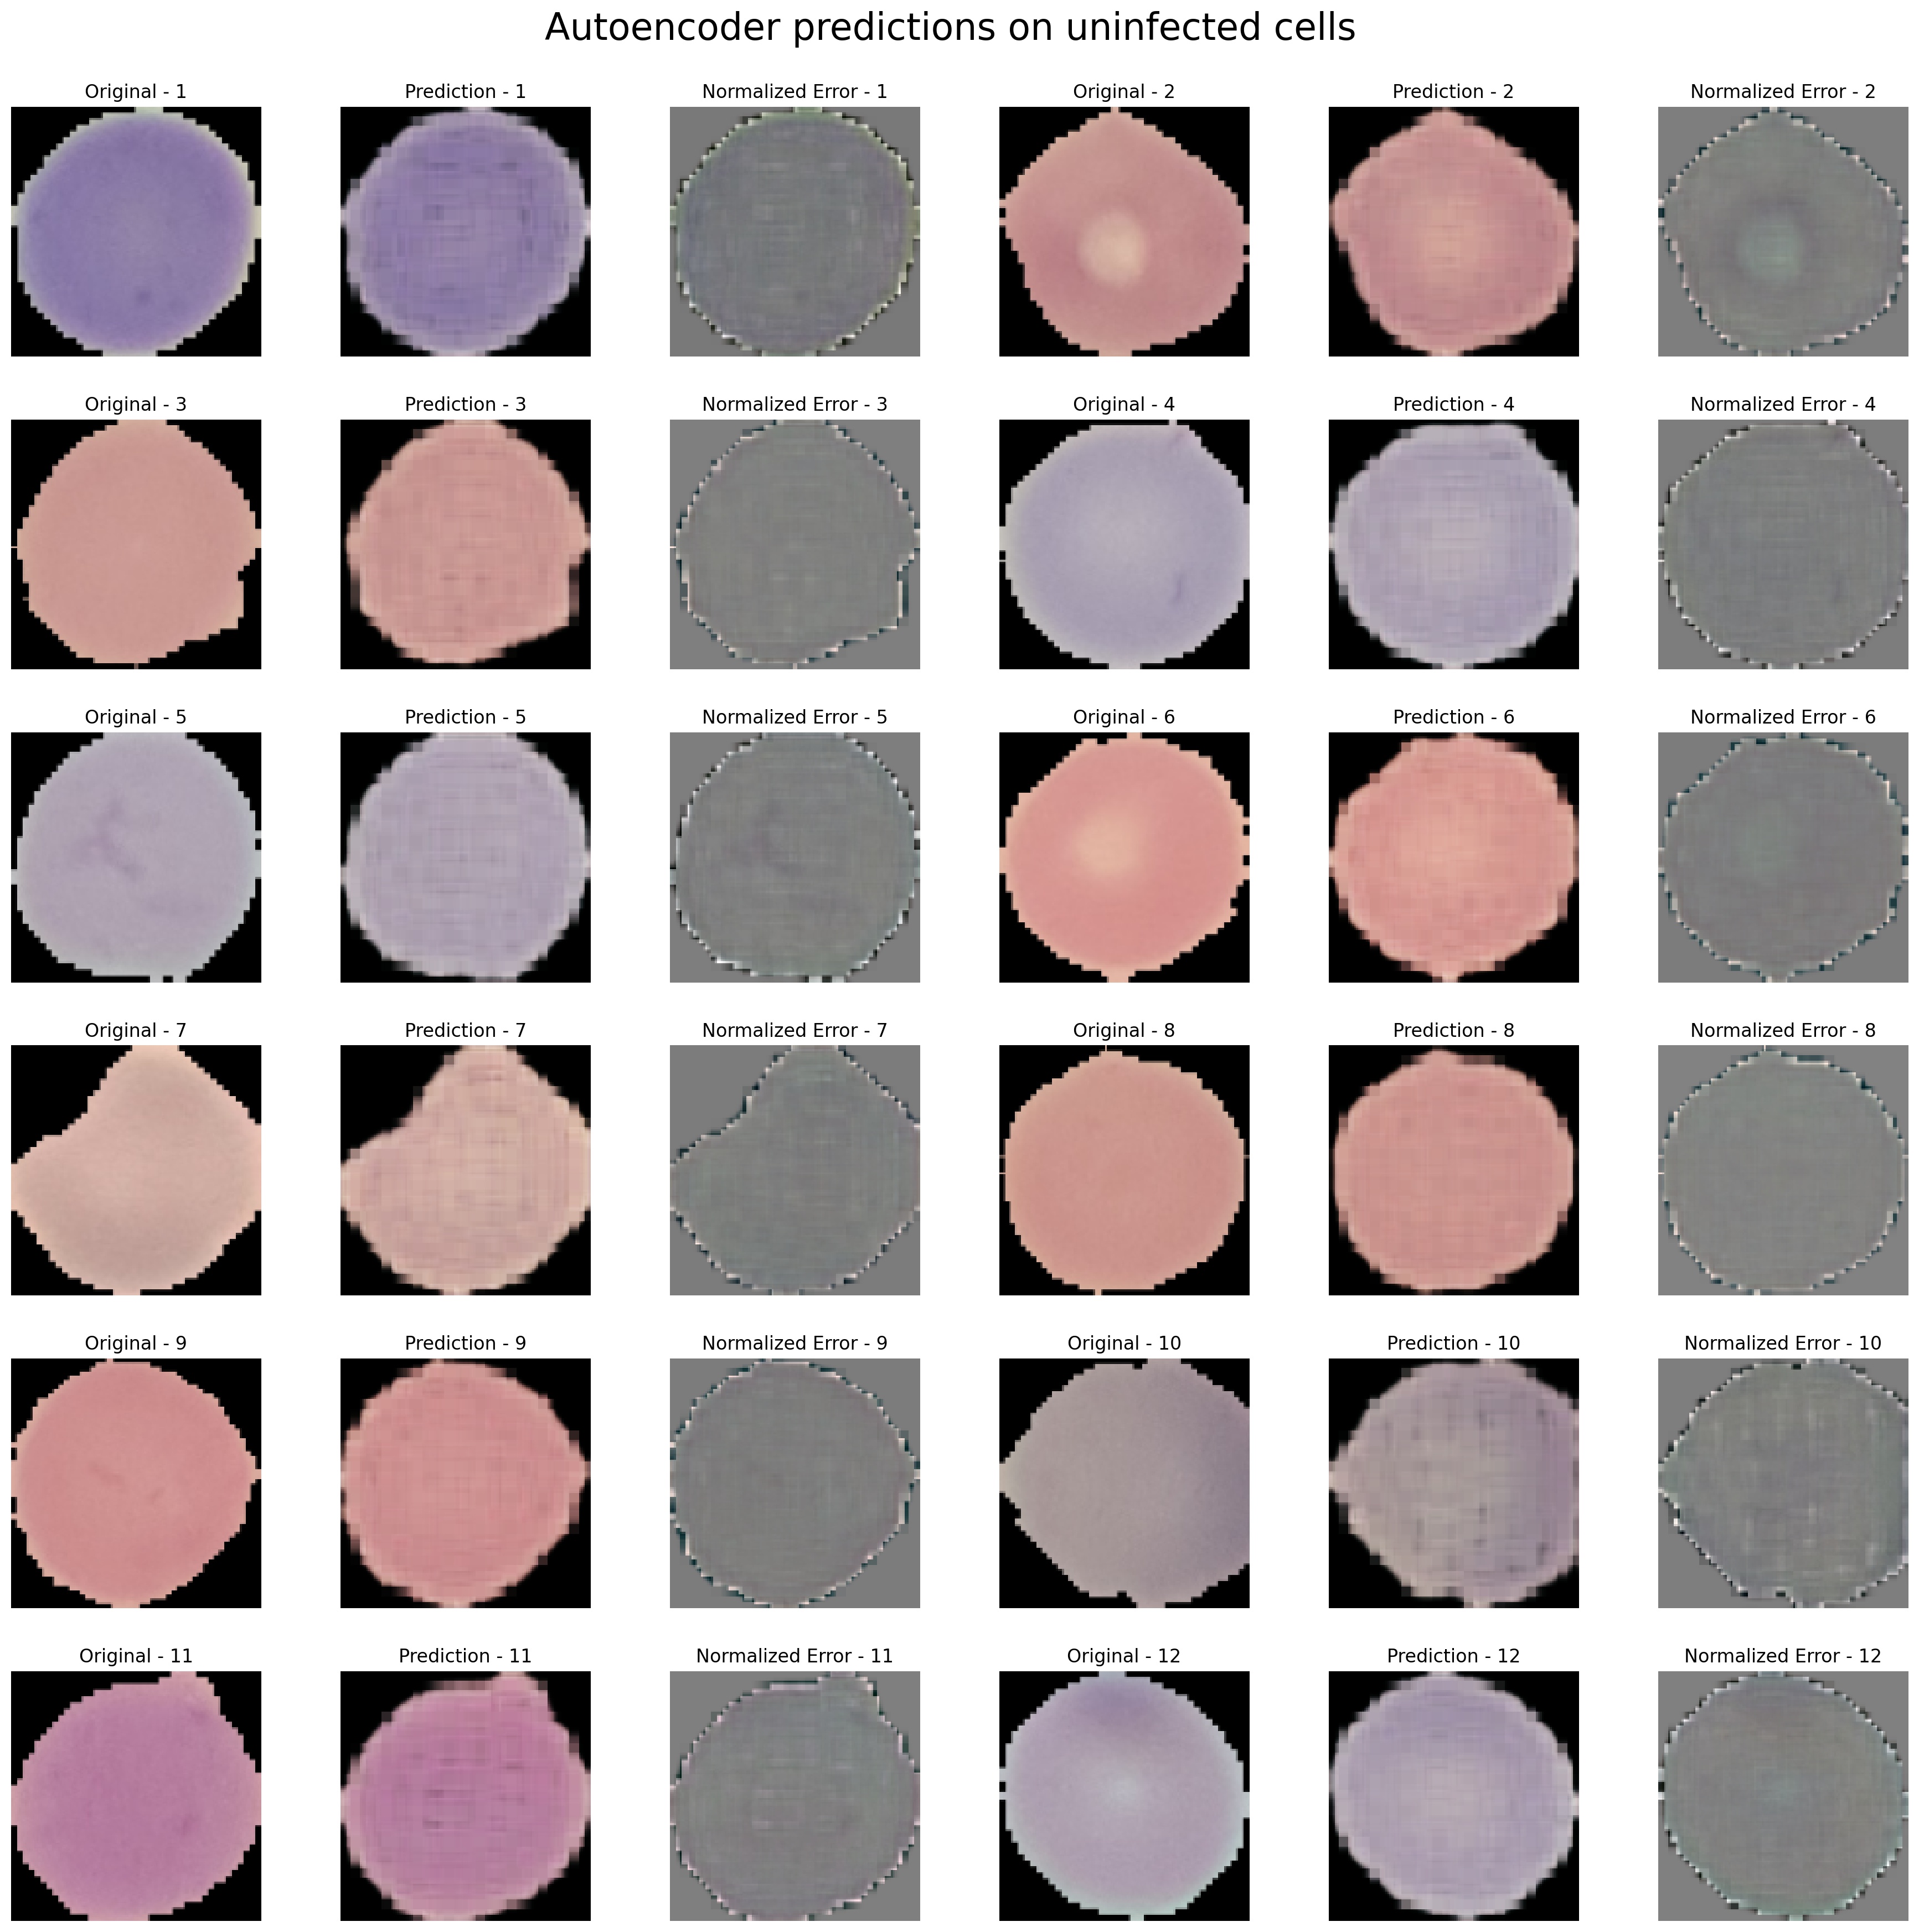 Autoencoder predictions on uninfected cells
Original - 1 Prediction - 1 Normalized Error - 1 Original - 2 Prediction - 2 Normalized Error - 2
Original - 3 Prediction - 3 Normalized Error - 3 Original - 4 Prediction - 4 Normalized Error - 4
Original - 5 Prediction - 5 Normalized Error - 5 Original - 6 Prediction - 6 Normalized Error - 6
Original - 7 Prediction - 7 Normalized Error - 7 Original - 8 Prediction - 8 Normalized Error - 8
Original - 9 Prediction - 9 Normalized Error - 9 Original - 10 Prediction - 10 Normalized Error - 10
Original - 11 Prediction - 11 Normalized Error - 11 Original - 12 Prediction - 12 Normalized Error - 12